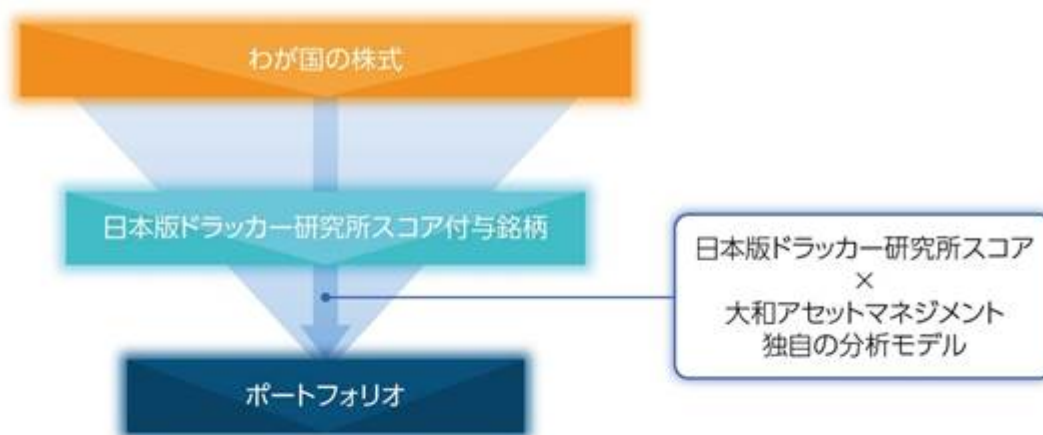 わが国の株式
日本版ドラッカー研究所スコア付与銘柄
日本版ドラッカー研究所スコア
×
大和アセットマネジメント
独自の分析モデル
ポートフォリオ